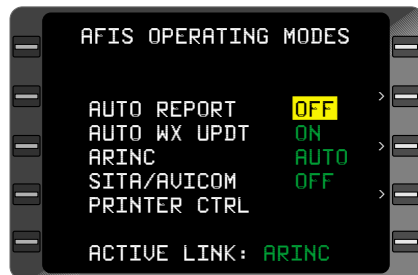 AFIS OPERATING MODES
AUTO REPORT OFF >
AUTO WX UPDT ON
ARINC AUTO >
SITA/AVICOM OFF
PRINTER CTRL >
ACTIVE LINK: ARINC